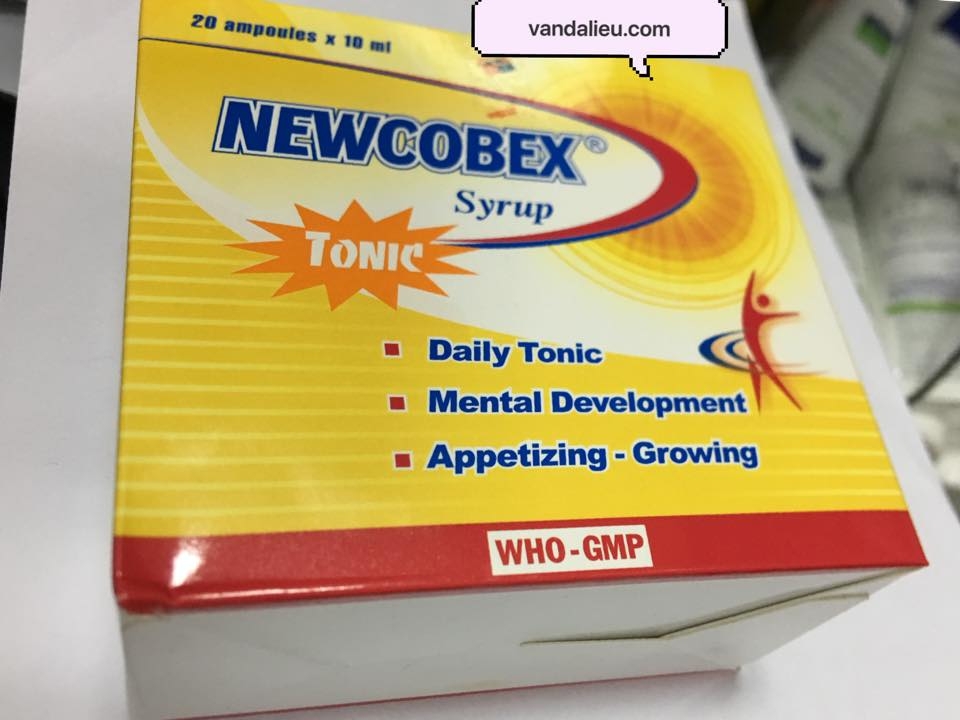 vandalieu.com
20 ampoules x 10 ml
NEWCOBEX®
Syrup
TONIC
Daily Tonic
Mental Development
Appetizing - Growing
WHO - GMP